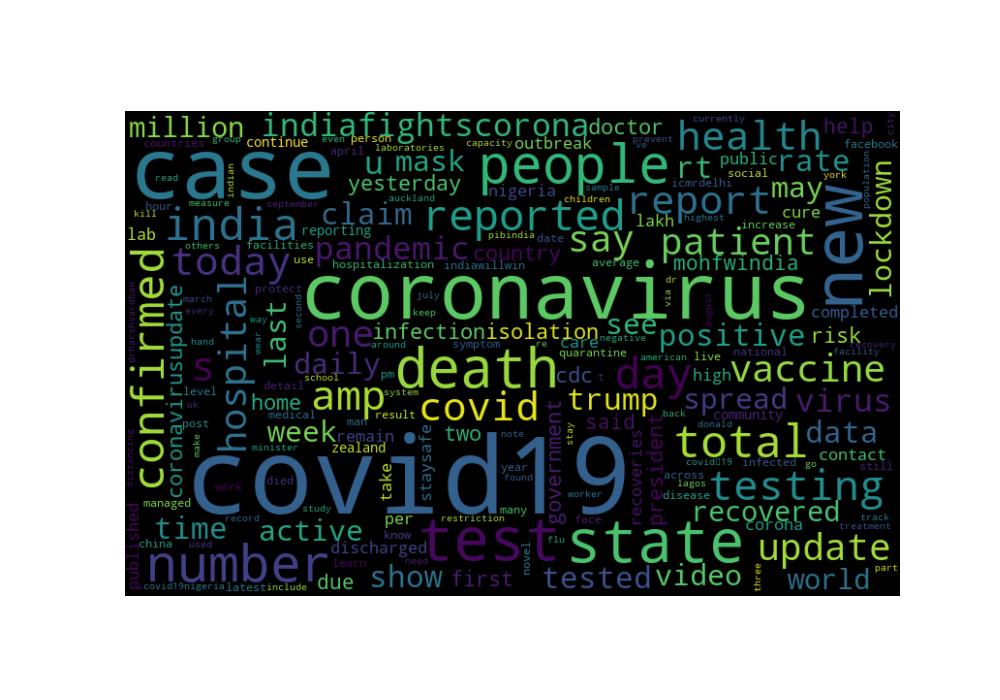 million indiafightscorona doctor currently health help city
countries group even person continue laboratories capacity outbreak prevent ve facebook
case april u mask people rt public rate
read indian yesterday nigeria icmrdelhi social york may population lockdown
hour measure september auckland sample children report highest cure new
kill india claim reported lakh increase
lab others reporting pibindia date say patient
confirmed today facilities use pandemic country average mohfwindia
hospitalization indiawillwin via dr
march protect coronavirus august completed
drharshvardhan every coronavirusupdate hospital second july keep
way last one infection isolation see positive risk
hand wear around symptom re care negative national facility recovery
s daily death quarantine american live day vaccine
level detail pm cdc t high
uk school system
home amp covid trump spread virus
post medical result man back community
distancing make week remain two said donald total data
minister zealand note stay government recoveries president contact
covid19 staysafe year found covid19 infected go still
managed work died take study many worker across disease lagos testing
published record per restriction face recovered
time active know test flu state corona treatment track
china used discharged novel update
number learn need three part
covid19nigeria latest include due show first tested video world